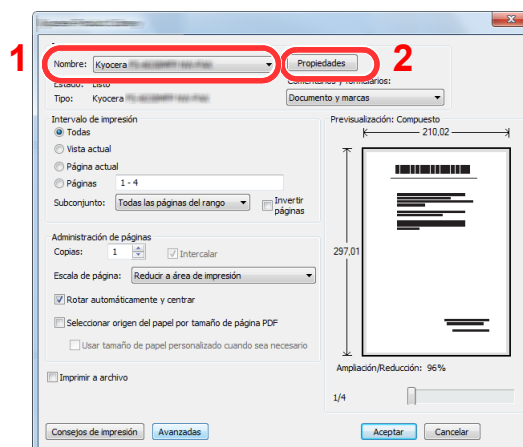 1
2
Nombre: Kyocera
Propiedades
Estado: Listo
Comentarios y formularios:
Tipo: Kyocera
Documento y marcas
Intervalo de impresión
Todas
Vista actual
Página actual
Páginas 1 - 4
Subconjunto: Todas las páginas del rango
Invertir
páginas
Previsualización: Compuesto
210,02
297,01
Administración de páginas
Copias: 1 Intercalar
Escala de página: Reducir a área de impresión
Rotar automáticamente y centrar
Seleccionar origen del papel por tamaño de página PDF
Usar tamaño de papel personalizado cuando sea necesario
Imprimir a archivo
Ampliación/Reducción: 96%
1/4
Consejos de impresión
Avanzadas
Aceptar
Cancelar